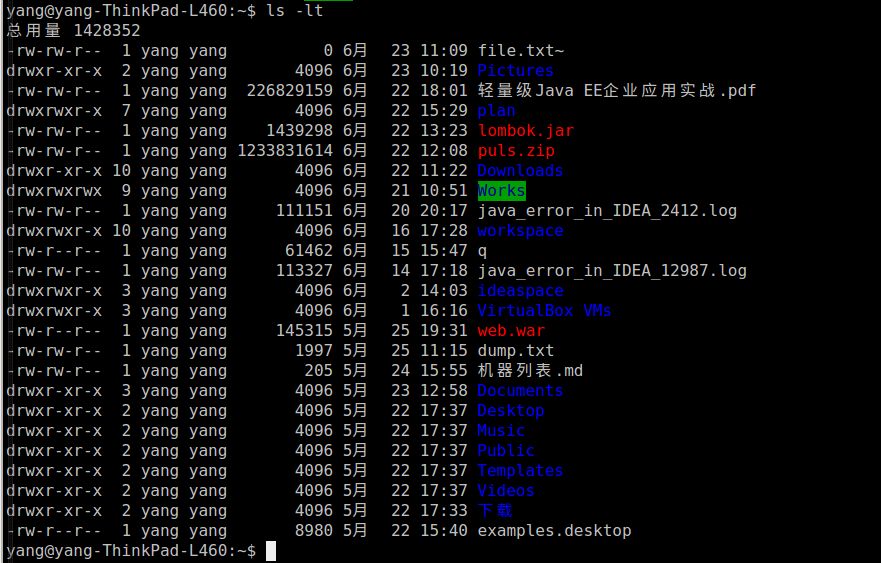 yang@yang-ThinkPad-L460:~$ ls -lt
总用量 1428352
-rw-rw-r--  1 yang yang          0 6月   23 11:09 file.txt~
drwxr-xr-x  2 yang yang       4096 6月   23 10:19 Pictures
-rw-rw-r--  1 yang yang  226829159 6月   22 18:01 轻量级Java EE企业应用实战.pdf
drwxrwxr-x  7 yang yang       4096 6月   22 15:29 plan
-rw-rw-r--  1 yang yang    1439298 6月   22 13:23 lombok.jar
-rw-rw-r--  1 yang yang 1233831614 6月   22 12:08 puls.zip
drwxr-xr-x 10 yang yang       4096 6月   22 11:22 Downloads
drwxrwxrwx  9 yang yang       4096 6月   21 10:51 Works
-rw-rw-r--  1 yang yang     111151 6月   20 20:17 java_error_in_IDEA_2412.log
drwxrwxr-x 10 yang yang       4096 6月   16 17:28 workspace
-rw-r--r--  1 yang yang      61462 6月   15 15:47 q
-rw-rw-r--  1 yang yang     113327 6月   14 17:18 java_error_in_IDEA_12987.log
drwxrwxr-x  3 yang yang       4096 6月    2 14:03 ideaspace
drwxrwxr-x  3 yang yang       4096 6月    1 16:16 VirtualBox VMs
-rw-r--r--  1 yang yang     145315 5月   25 19:31 web.war
-rw-rw-r--  1 yang yang       1997 5月   25 11:15 dump.txt
-rw-rw-r--  1 yang yang        205 5月   24 15:55 机器列表.md
drwxr-xr-x  3 yang yang       4096 5月   23 12:58 Documents
drwxr-xr-x  2 yang yang       4096 5月   22 17:37 Desktop
drwxr-xr-x  2 yang yang       4096 5月   22 17:37 Music
drwxr-xr-x  2 yang yang       4096 5月   22 17:37 Public
drwxr-xr-x  2 yang yang       4096 5月   22 17:37 Templates
drwxr-xr-x  2 yang yang       4096 5月   22 17:37 Videos
drwxr-xr-x  2 yang yang       4096 5月   22 17:33 下载
-rw-r--r--  1 yang yang       8980 5月   22 15:40 examples.desktop
yang@yang-ThinkPad-L460:~$